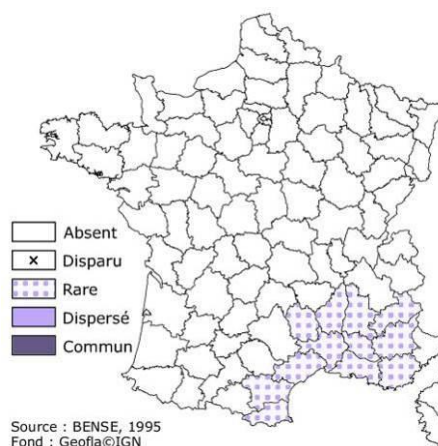 Absent
Disparu
Rare
Dispersé
Commun
Source : BENSE, 1995
Fond : Geofla©IGN